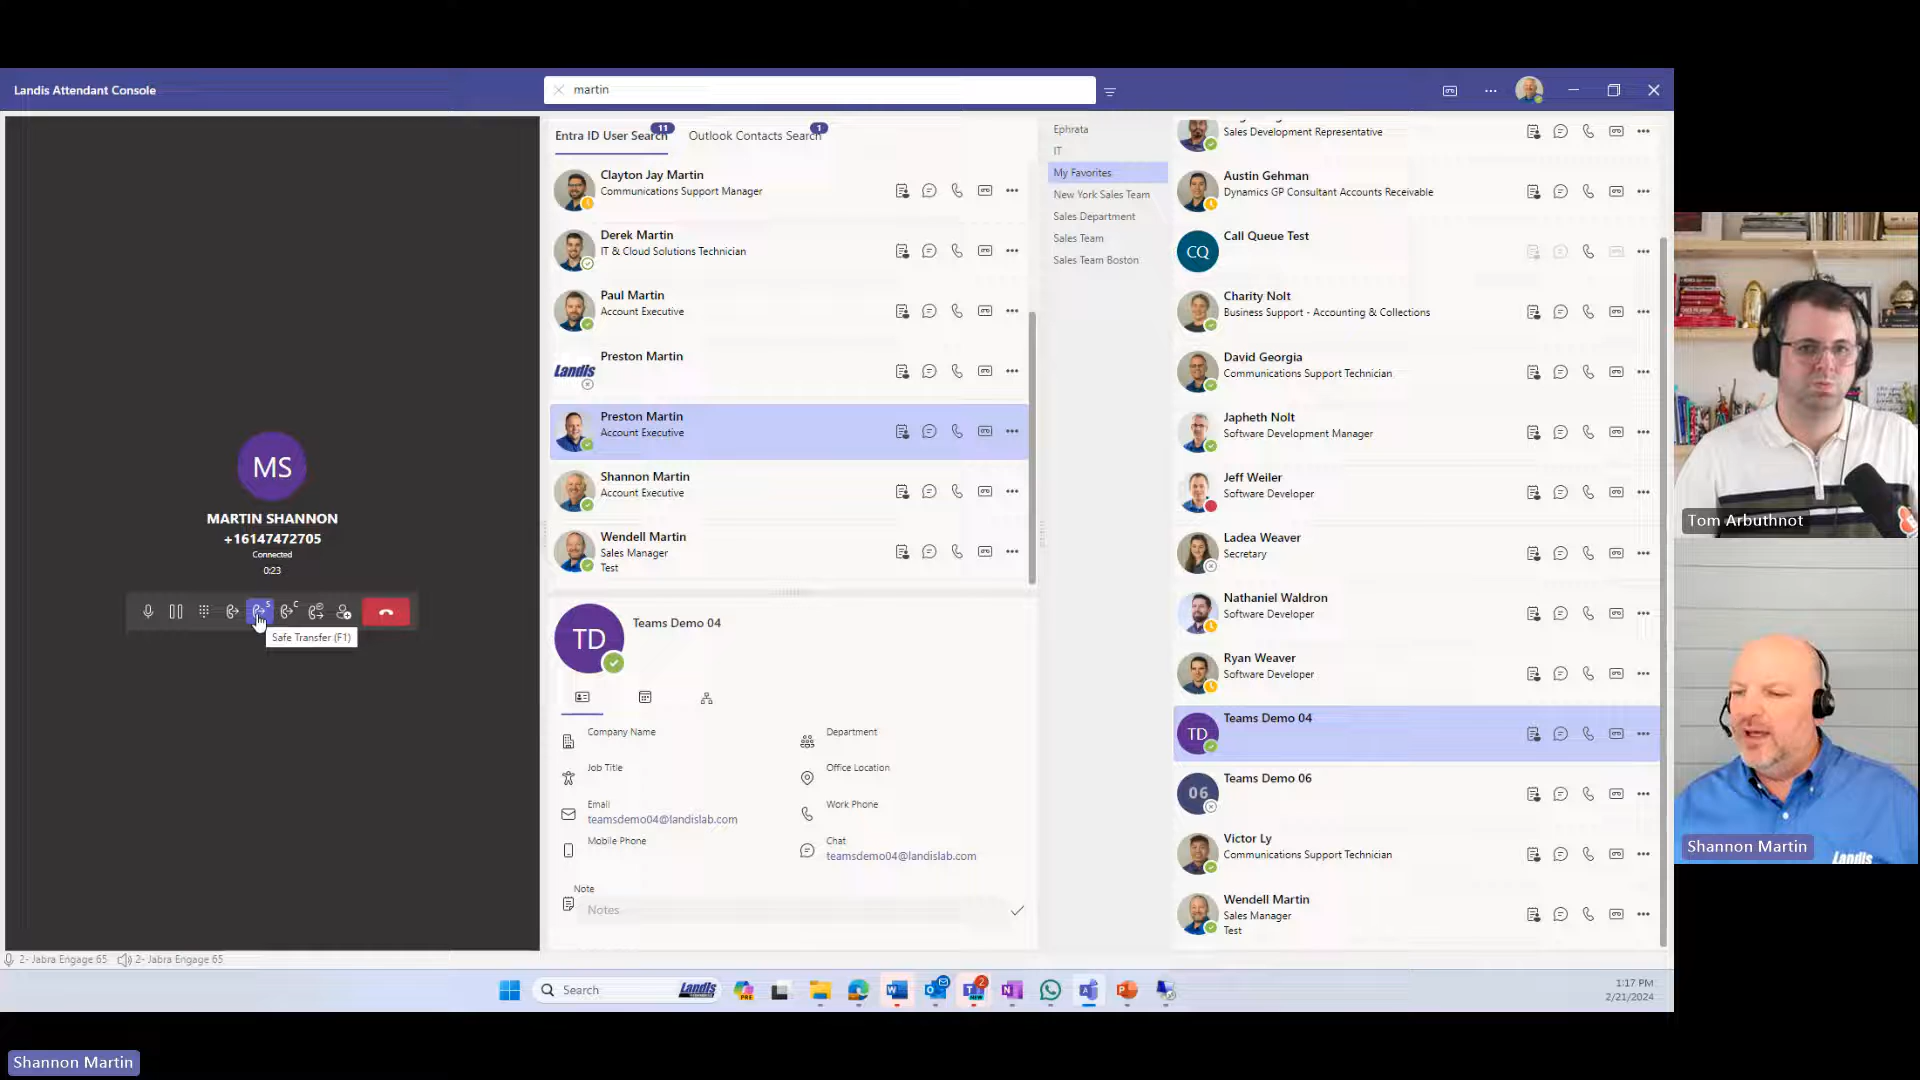 Landis Attendant Console
martin
Entra ID User Search
11
Outlook Contacts Search
1
Clayton Jay Martin
Communications Support Manager
Derek Martin
IT & Cloud Solutions Technician
Paul Martin
Account Executive
Preston Martin
Landis
Preston Martin
Account Executive
Shannon Martin
Account Executive
Wendell Martin
Sales Manager
Test
MS
MARTIN SHANNON
+16147472705
Connected
0:23
S
C
Safe Transfer (F1)
TD
Teams Demo 04
Company Name
Department
Job Title
Office Location
Email
teamsdemo04@landislab.com
Work Phone
Mobile Phone
Chat
teamsdemo04@landislab.com
Note
Notes
Ephrata
IT
My Favorites
New York Sales Team
Sales Department
Sales Team
Sales Team Boston
Sales Development Representative
Austin Gehman
Dynamics GP Consultant Accounts Receivable
CQ
Call Queue Test
Charity Nolt
Business Support - Accounting & Collections
David Georgia
Communications Support Technician
Japheth Nolt
Software Development Manager
Jeff Weiler
Software Developer
Ladea Weaver
Secretary
Nathaniel Waldron
Software Developer
Ryan Weaver
Software Developer
TD
Teams Demo 04
06
Teams Demo 06
Victor Ly
Communications Support Technician
Wendell Martin
Sales Manager
Test
Tom Arbuthnot
Shannon Martin
Landis
2- Jabra Engage 65
2- Jabra Engage 65
Search
Landis
PRE
2
NEW
1:17 PM
2/21/2024
Shannon Martin